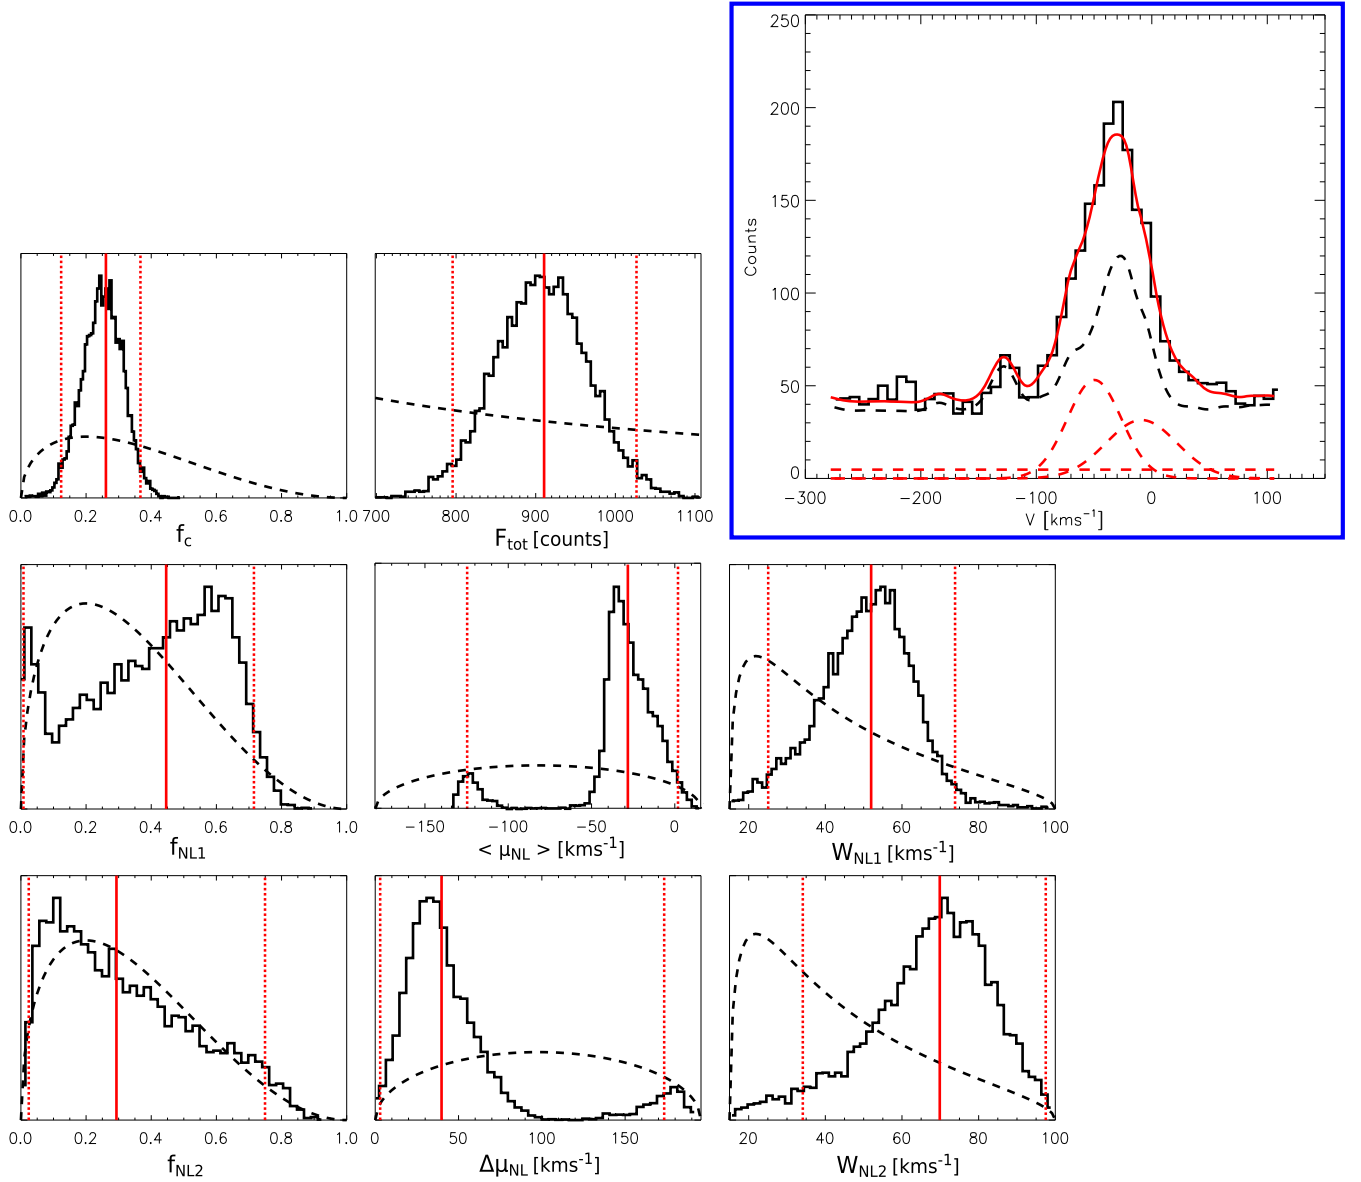 250
200
150
100
50
0
Counts
−300 −200 −100 0 100
V [kms⁻¹]
0.0 0.2 0.4 0.6 0.8 1.0
f_c
700 800 900 1000 1100
F_tot [counts]
0.0 0.2 0.4 0.6 0.8 1.0
f_NL1
−150 −100 −50 0
< μ_NL > [kms⁻¹]
20 40 60 80 100
W_NL1 [kms⁻¹]
0.0 0.2 0.4 0.6 0.8 1.0
f_NL2
0 50 100 150
Δμ_NL [kms⁻¹]
20 40 60 80 100
W_NL2 [kms⁻¹]